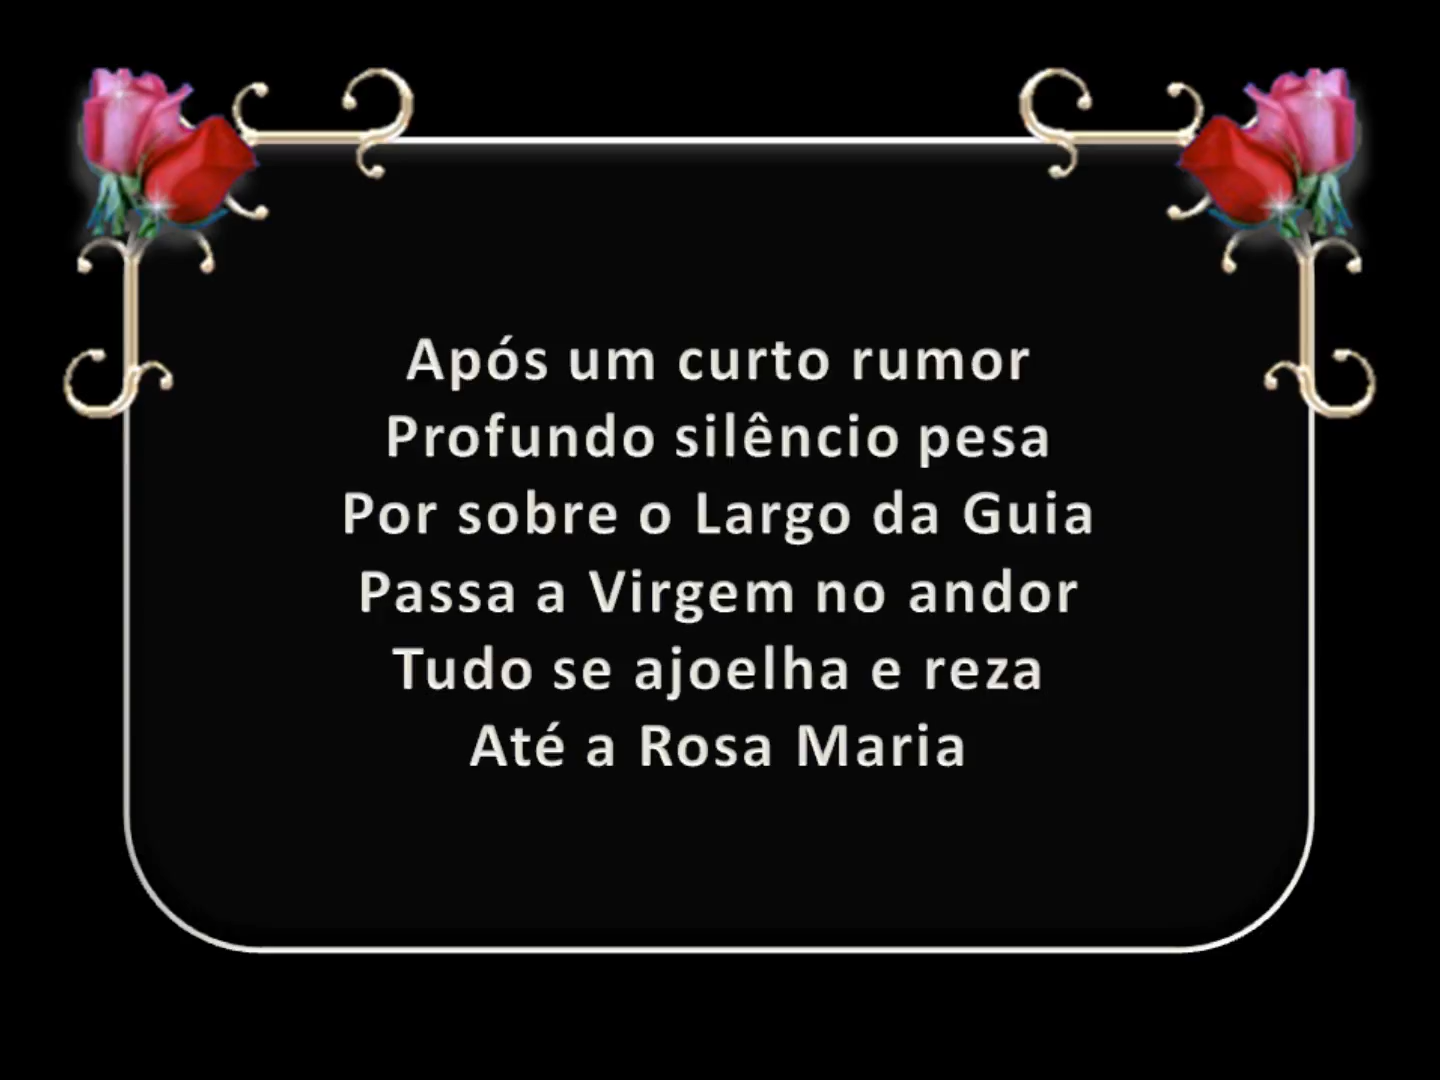 Após um curto rumor
Profundo silêncio pesa
Por sobre o Largo da Guia
Passa a Virgem no andor
Tudo se ajoelha e reza
Até a Rosa Maria